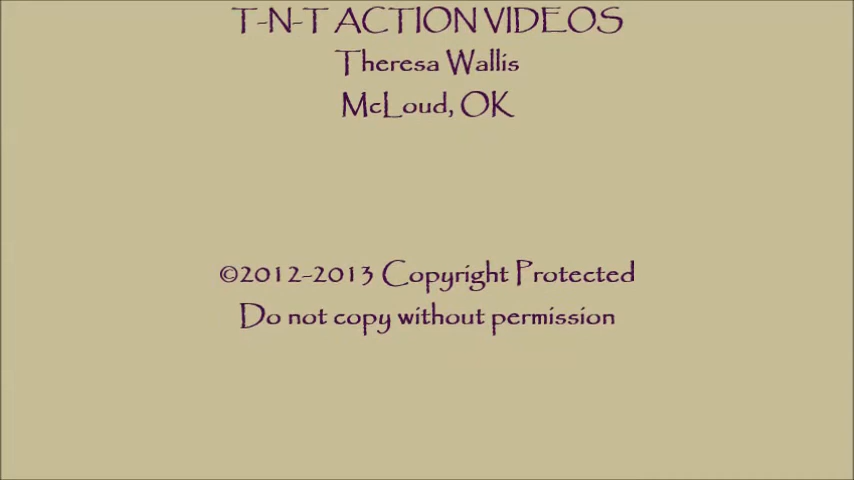 T-N-T ACTION VIDEOS
Theresa Wallis
McLoud, OK
©2012-2013 Copyright Protected
Do not copy without permission